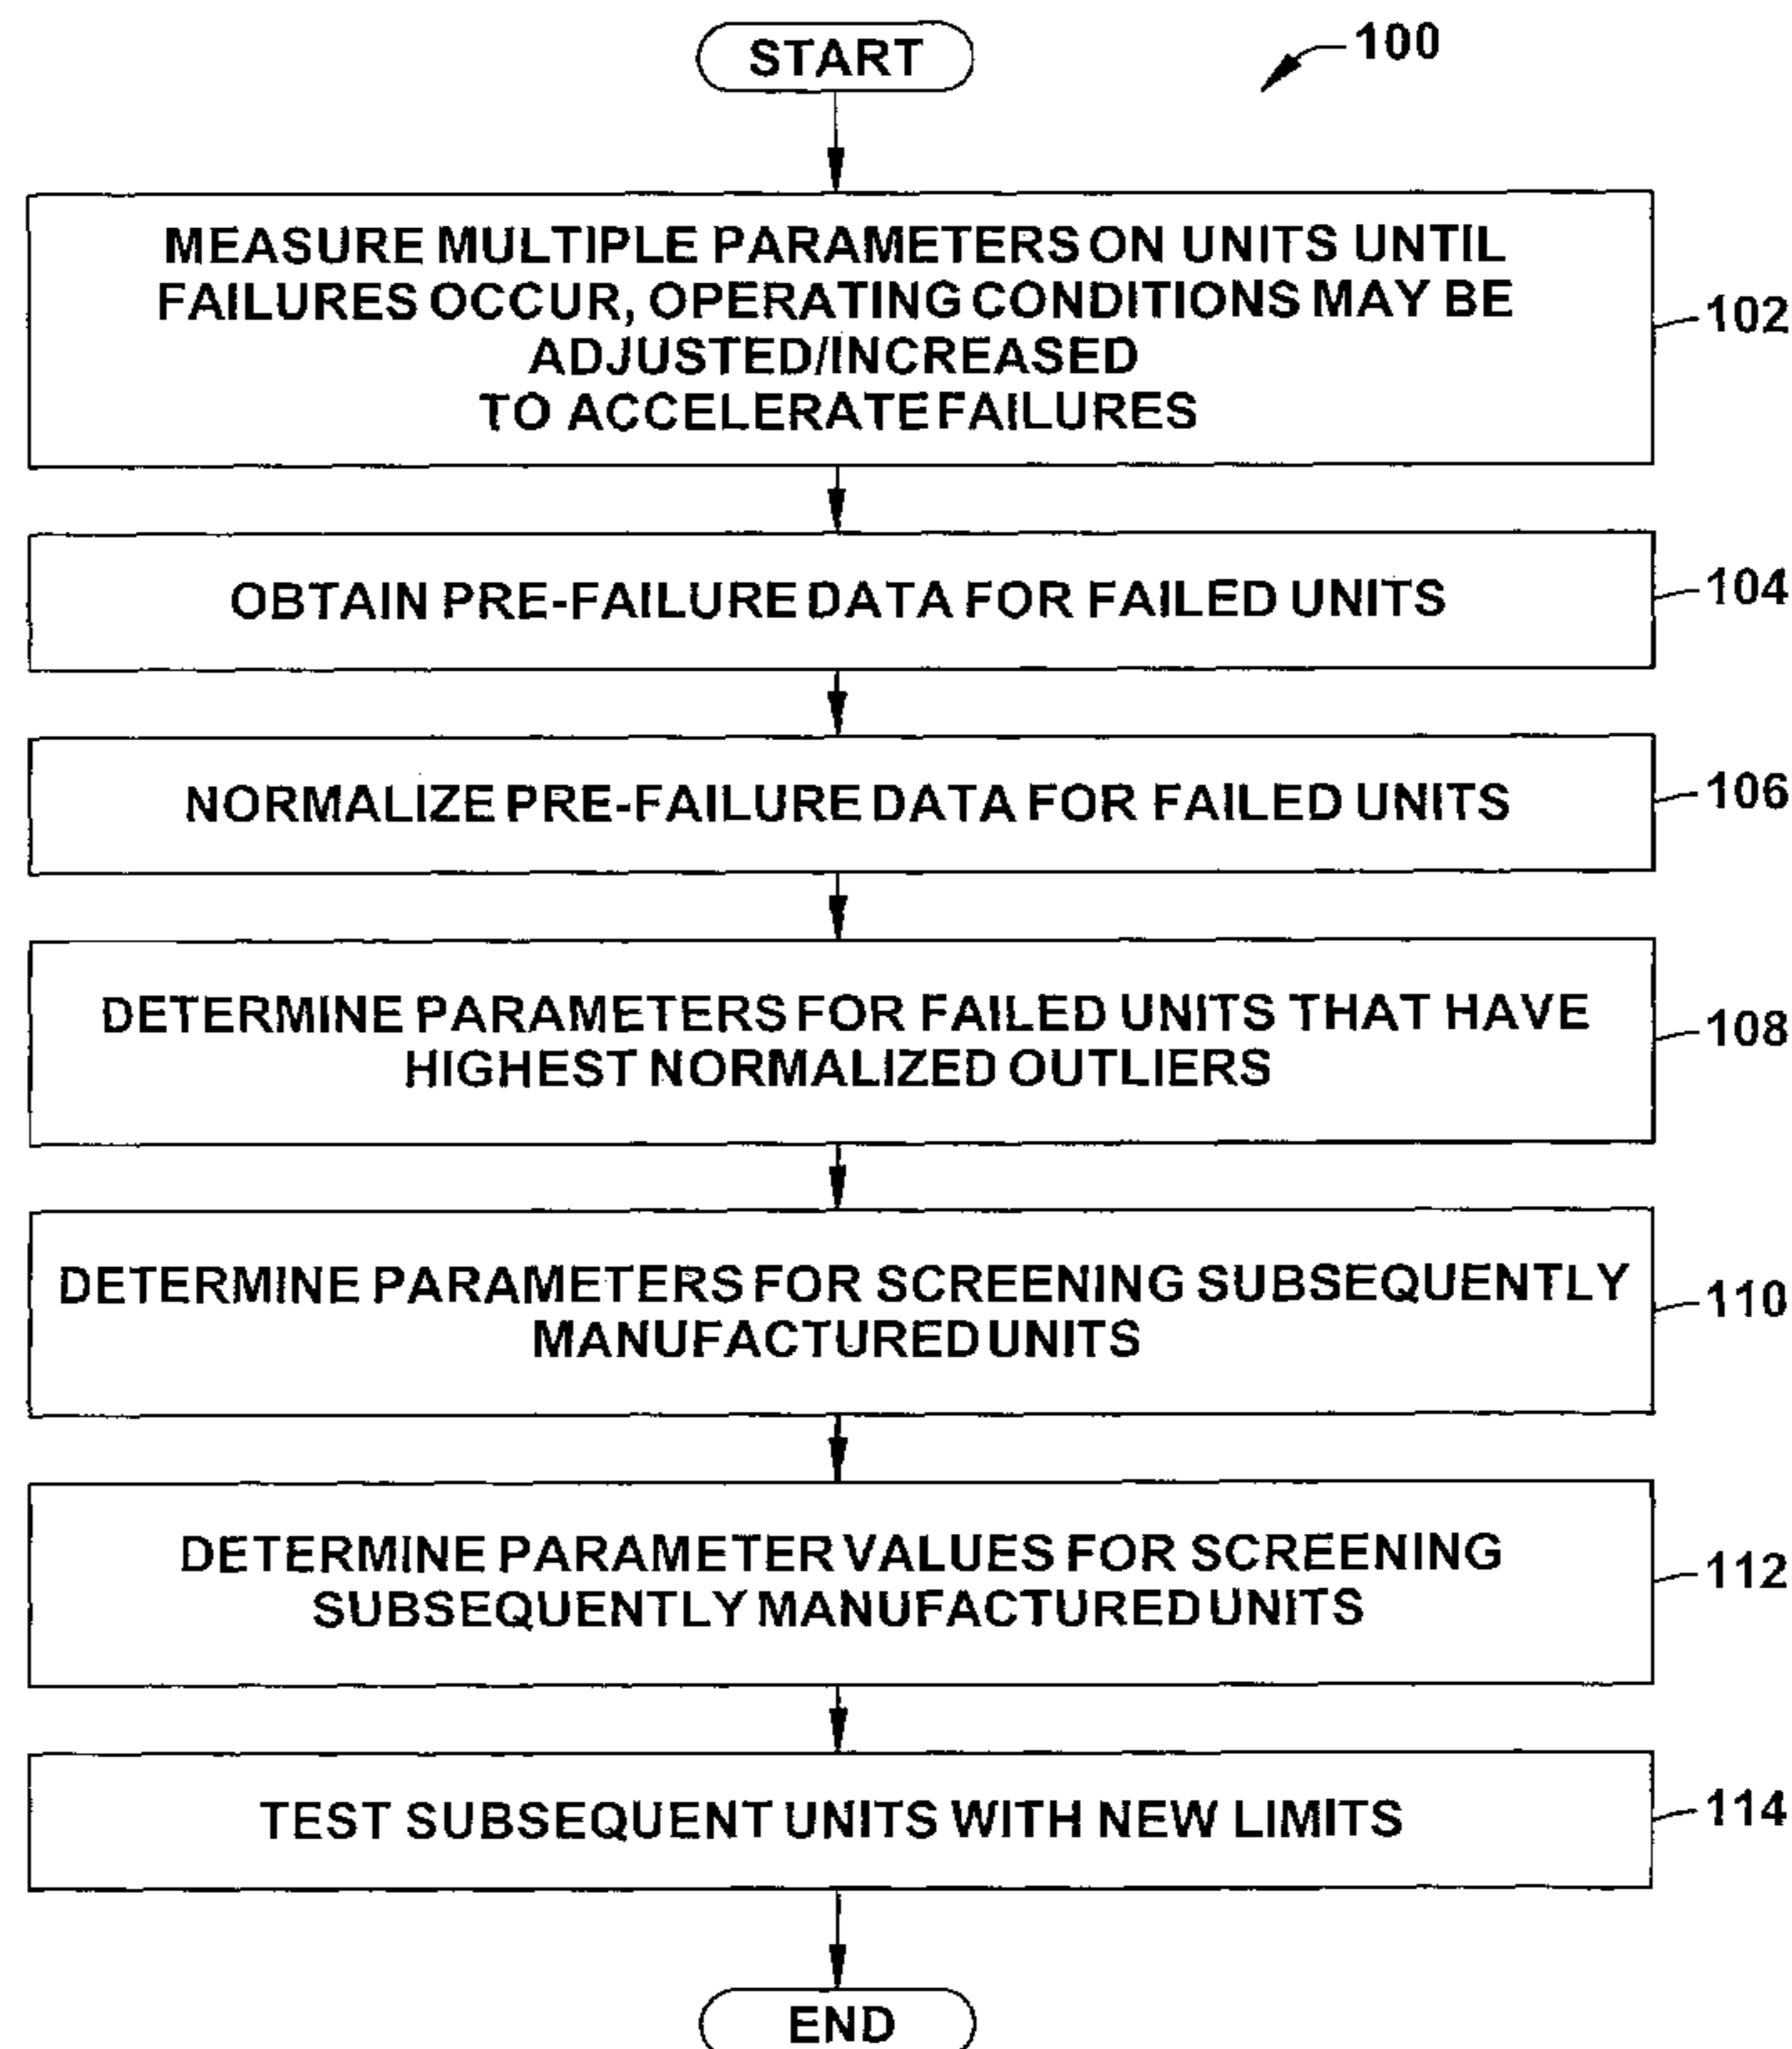 START
100
MEASURE MULTIPLE PARAMETERS ON UNITS UNTIL
FAILURES OCCUR, OPERATING CONDITIONS MAY BE
ADJUSTED/INCREASED
TO ACCELERATE FAILURES
102
OBTAIN PRE-FAILURE DATA FOR FAILED UNITS
104
NORMALIZE PRE-FAILURE DATA FOR FAILED UNITS
106
DETERMINE PARAMETERS FOR FAILED UNITS THAT HAVE
HIGHEST NORMALIZED OUTLIERS
108
DETERMINE PARAMETERS FOR SCREENING SUBSEQUENTLY
MANUFACTURED UNITS
110
DETERMINE PARAMETER VALUES FOR SCREENING
SUBSEQUENTLY MANUFACTURED UNITS
112
TEST SUBSEQUENT UNITS WITH NEW LIMITS
114
END